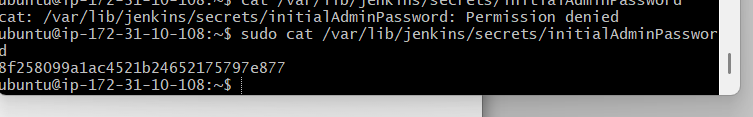 cat /var/lib/jenkins/secrets/initialAdminPassword
cat: /var/lib/jenkins/secrets/initialAdminPassword: Permission denied
ubuntu@ip-172-31-10-108:~$ sudo cat /var/lib/jenkins/secrets/initialAdminPasswor
d
8f258099a1ac4521b24652175797e877
ubuntu@ip-172-31-10-108:~$